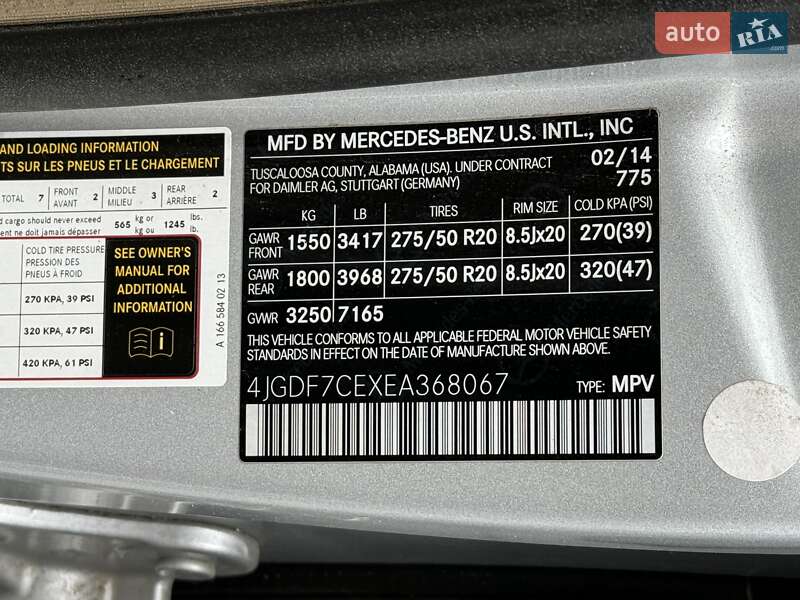 auto RIA
AND LOADING INFORMATION
TS SUR LES PNEUS ET LE CHARGEMENT
TOTAL 7 FRONT AVANT 2 MIDDLE MILIEU 3 REAR ARRIÈRE 2
d cargo should never exceed 565 kg or 1245 lbs.
ent ne doit jamais dépasser kg ou lb.
COLD TIRE PRESSURE
PRESSION DES
PNEUS À FROID
270 KPA, 39 PSI
320 KPA, 47 PSI
420 KPA, 61 PSI
SEE OWNER'S
MANUAL FOR
ADDITIONAL
INFORMATION
i
A 166 584 02 13
MFD BY MERCEDES-BENZ U.S. INTL., INC
TUSCALOOSA COUNTY, ALABAMA (USA). UNDER CONTRACT 02/14
FOR DAIMLER AG, STUTTGART (GERMANY) 775
KG LB TIRES RIM SIZE COLD KPA (PSI)
GAWR FRONT 1550 3417 275/50 R20 8.5Jx20 270(39)
GAWR REAR 1800 3968 275/50 R20 8.5Jx20 320(47)
GVWR 3250 7165
THIS VEHICLE CONFORMS TO ALL APPLICABLE FEDERAL MOTOR VEHICLE SAFETY
STANDARDS IN EFFECT ON THE DATE OF MANUFACTURE SHOWN ABOVE.
4JGDF7CEXEA368067 TYPE: MPV